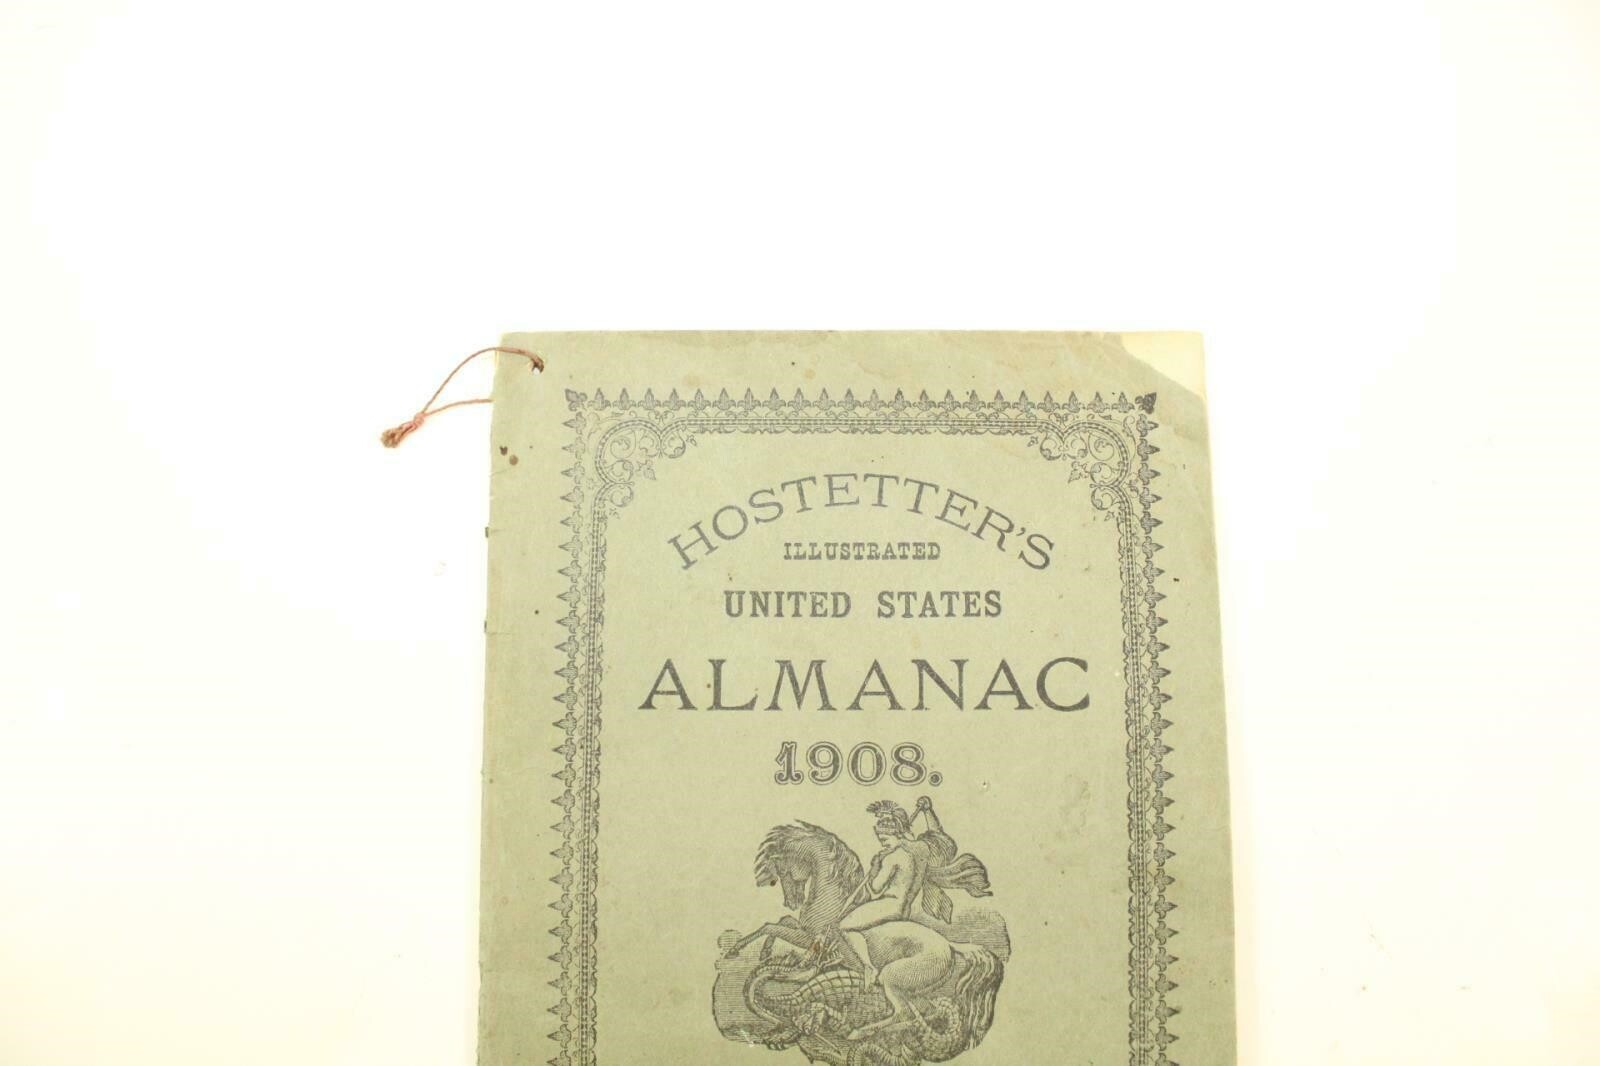 HOSTETTER'S
ILLUSTRATED
UNITED STATES
ALMANAC
1908.